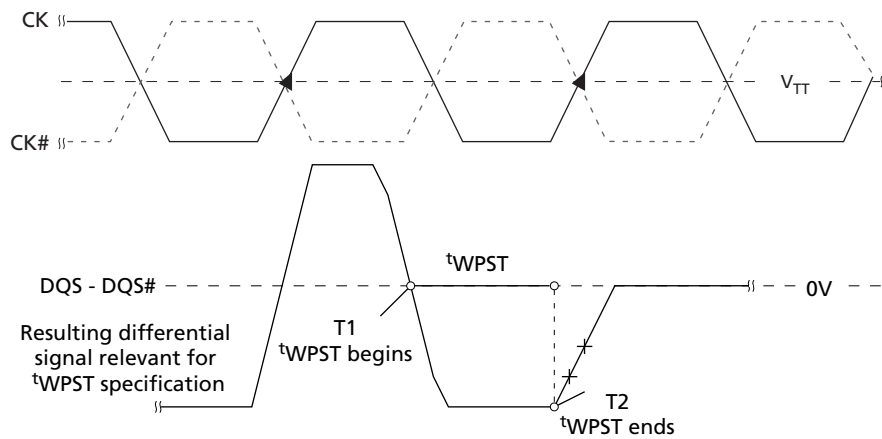 CK
V_TT
CK#
tWPST
DQS - DQS#
0V
Resulting differential
signal relevant for
tWPST specification
T1
tWPST begins
T2
tWPST ends